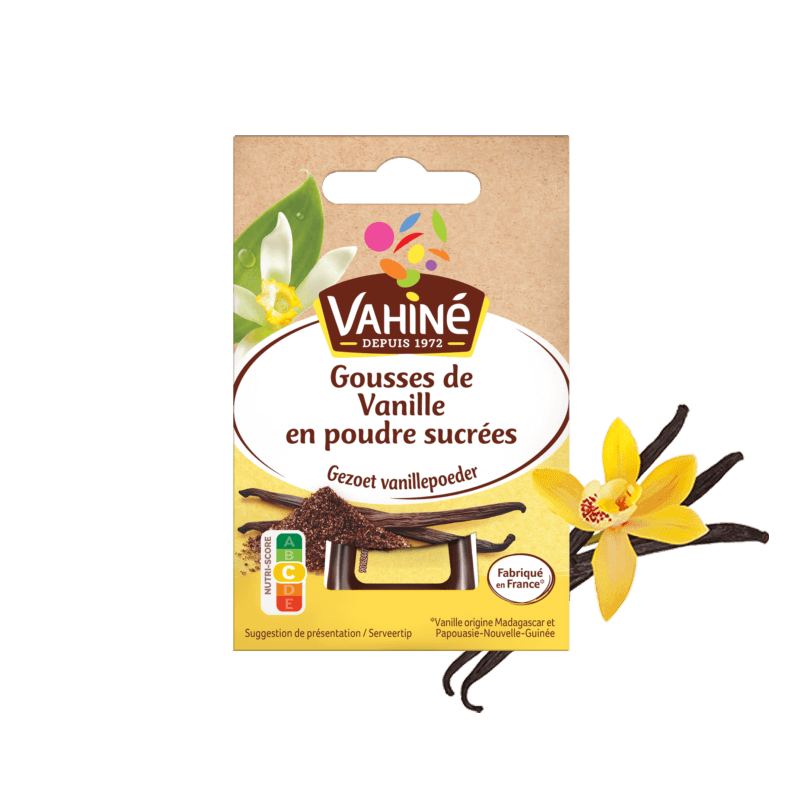 VAHINÉ
DEPUIS 1972
Gousses de
Vanille
en poudre sucrées
Gezoet vanillepoeder
NUTRI-SCORE
A
B
C
D
E
Fabriqué
en France*
*Vanille origine Madagascar et
Papouasie-Nouvelle-Guinée
Suggestion de présentation / Serveertip